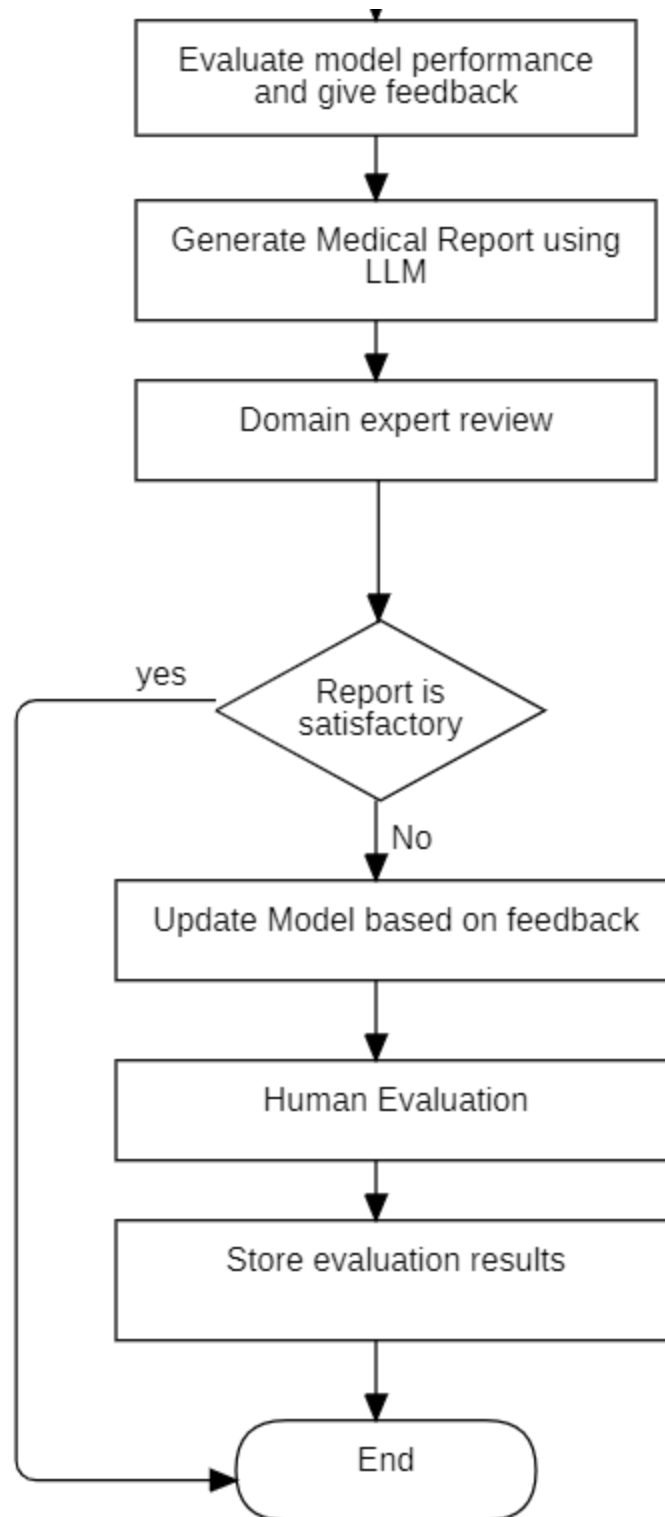 Evaluate model performance
and give feedback
Generate Medical Report using
LLM
Domain expert review
yes
Report is
satisfactory
No
Update Model based on feedback
Human Evaluation
Store evaluation results
End